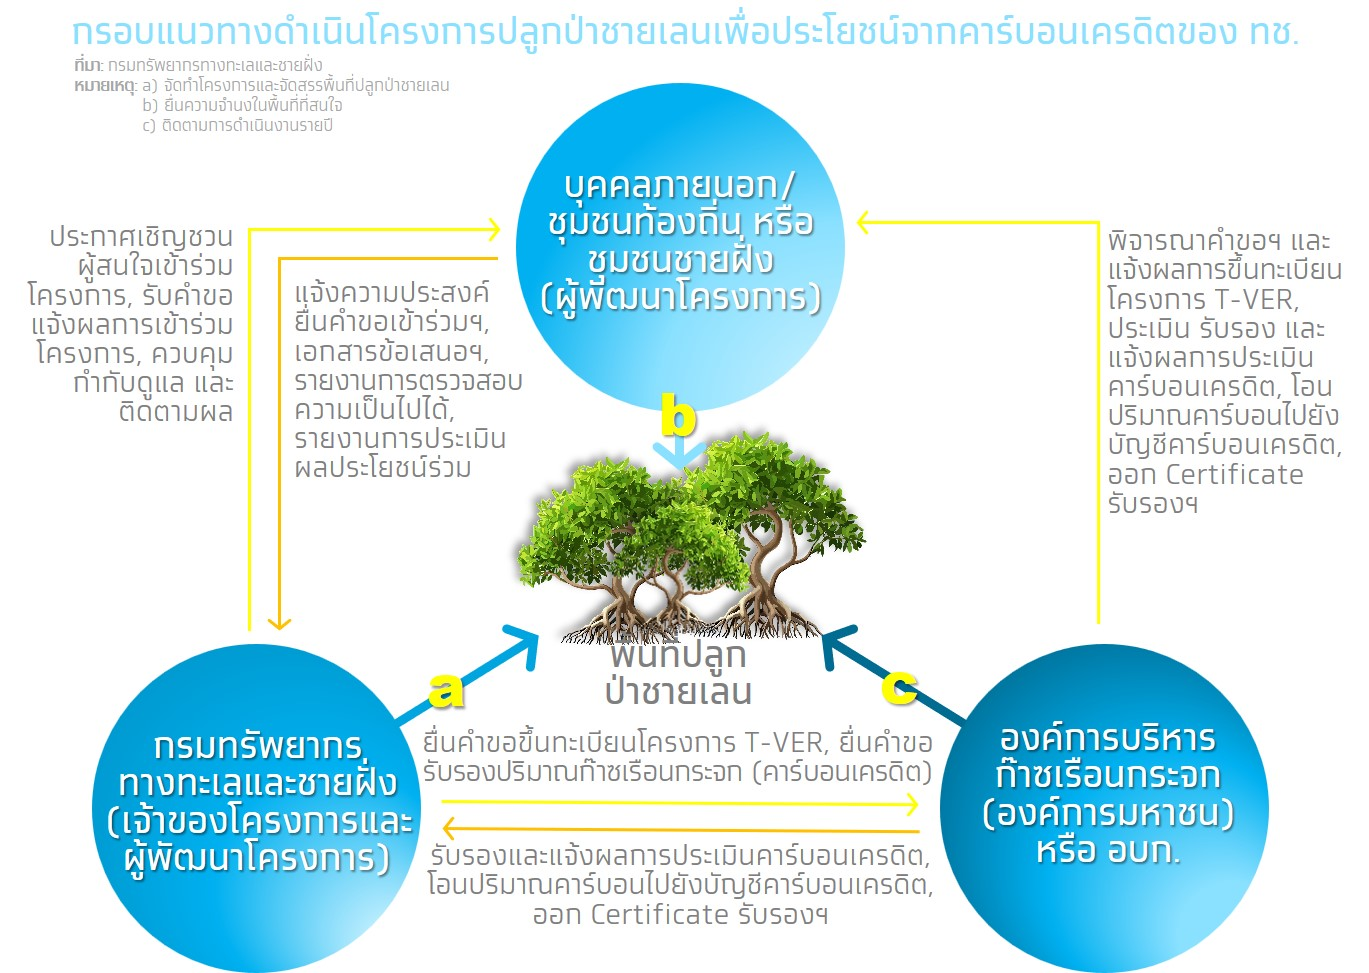 กรอบแนวทางดำเนินโครงการปลูกป่าชายเลนเพื่อประโยชน์จากคาร์บอนเครดิตของ ทช.
ที่มา: กรมทรัพยากรทางทะเลและชายฝั่ง
หมายเหตุ: a) จัดทำโครงการและจัดสรรพื้นที่ปลูกป่าชายเลน
b) ยื่นความจำนงในพื้นที่ที่สนใจ
c) ติดตามการดำเนินงานรายปี
บุคคลภายนอก/
ชุมชนท้องถิ่น หรือ
ชุมชนชายฝั่ง
(ผู้พัฒนาโครงการ)
ประกาศเชิญชวน
ผู้สนใจเข้าร่วม
โครงการ, รับคำขอ
แจ้งผลการเข้าร่วม
โครงการ, ควบคุม
กำกับดูแล และ
ติดตามผล
แจ้งความประสงค์
ยื่นคำขอเข้าร่วมฯ,
เอกสารข้อเสนอฯ,
รายงานการตรวจสอบ
ความเป็นไปได้,
รายงานการประเมิน
ผลประโยชน์ร่วม
พิจารณาคำขอฯ และ
แจ้งผลการขึ้นทะเบียน
โครงการ T-VER,
ประเมิน รับรอง และ
แจ้งผลการประเมิน
คาร์บอนเครดิต, โอน
ปริมาณคาร์บอนไปยัง
บัญชีคาร์บอนเครดิต,
ออก Certificate
รับรองฯ
b
พื้นที่ปลูก
ป่าชายเลน
a
c
กรมทรัพยากร
ทางทะเลและชายฝั่ง
(เจ้าของโครงการและ
ผู้พัฒนาโครงการ)
ยื่นคำขอขึ้นทะเบียนโครงการ T-VER, ยื่นคำขอ
รับรองปริมาณก๊าซเรือนกระจก (คาร์บอนเครดิต)
รับรองและแจ้งผลการประเมินคาร์บอนเครดิต,
โอนปริมาณคาร์บอนไปยังบัญชีคาร์บอนเครดิต,
ออก Certificate รับรองฯ
องค์การบริหาร
ก๊าซเรือนกระจก
(องค์การมหาชน)
หรือ อบก.